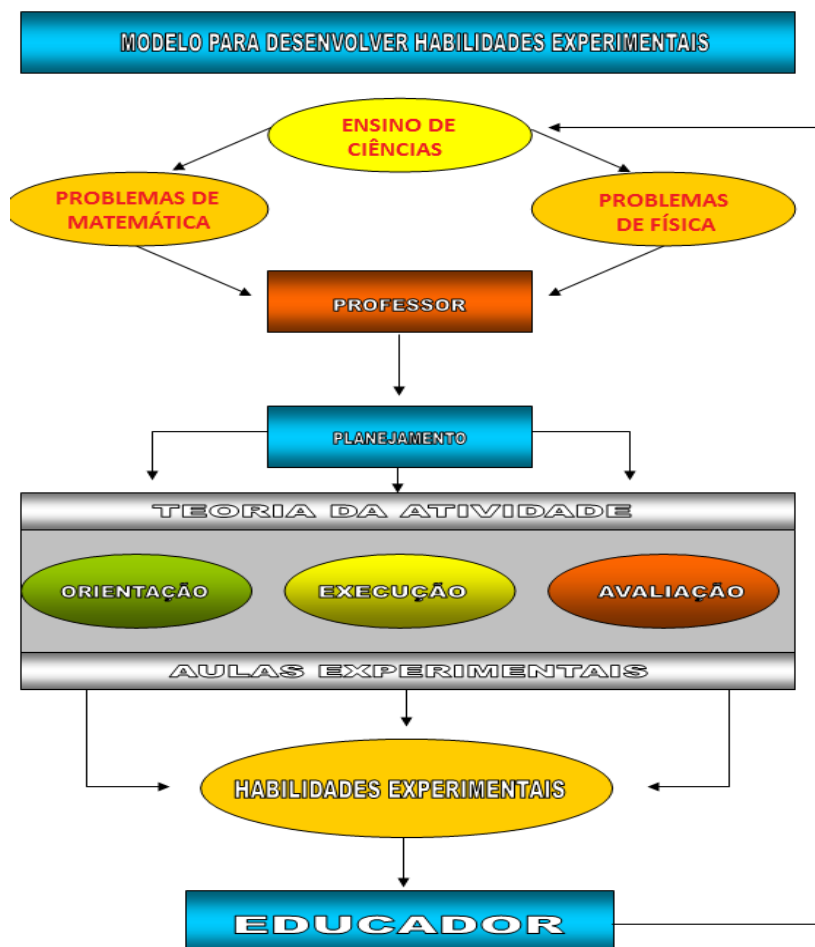 MODELO PARA DESENVOLVER HABILIDADES EXPERIMENTAIS
ENSINO DE
CIÊNCIAS
PROBLEMAS DE
MATEMÁTICA
PROBLEMAS
DE FÍSICA
PROFESSOR
PLANEJAMENTO
TEORIA DA ATIVIDADE
ORIENTAÇÃO
EXECUÇÃO
AVALIAÇÃO
AULAS EXPERIMENTAIS
HABILIDADES EXPERIMENTAIS
EDUCADOR